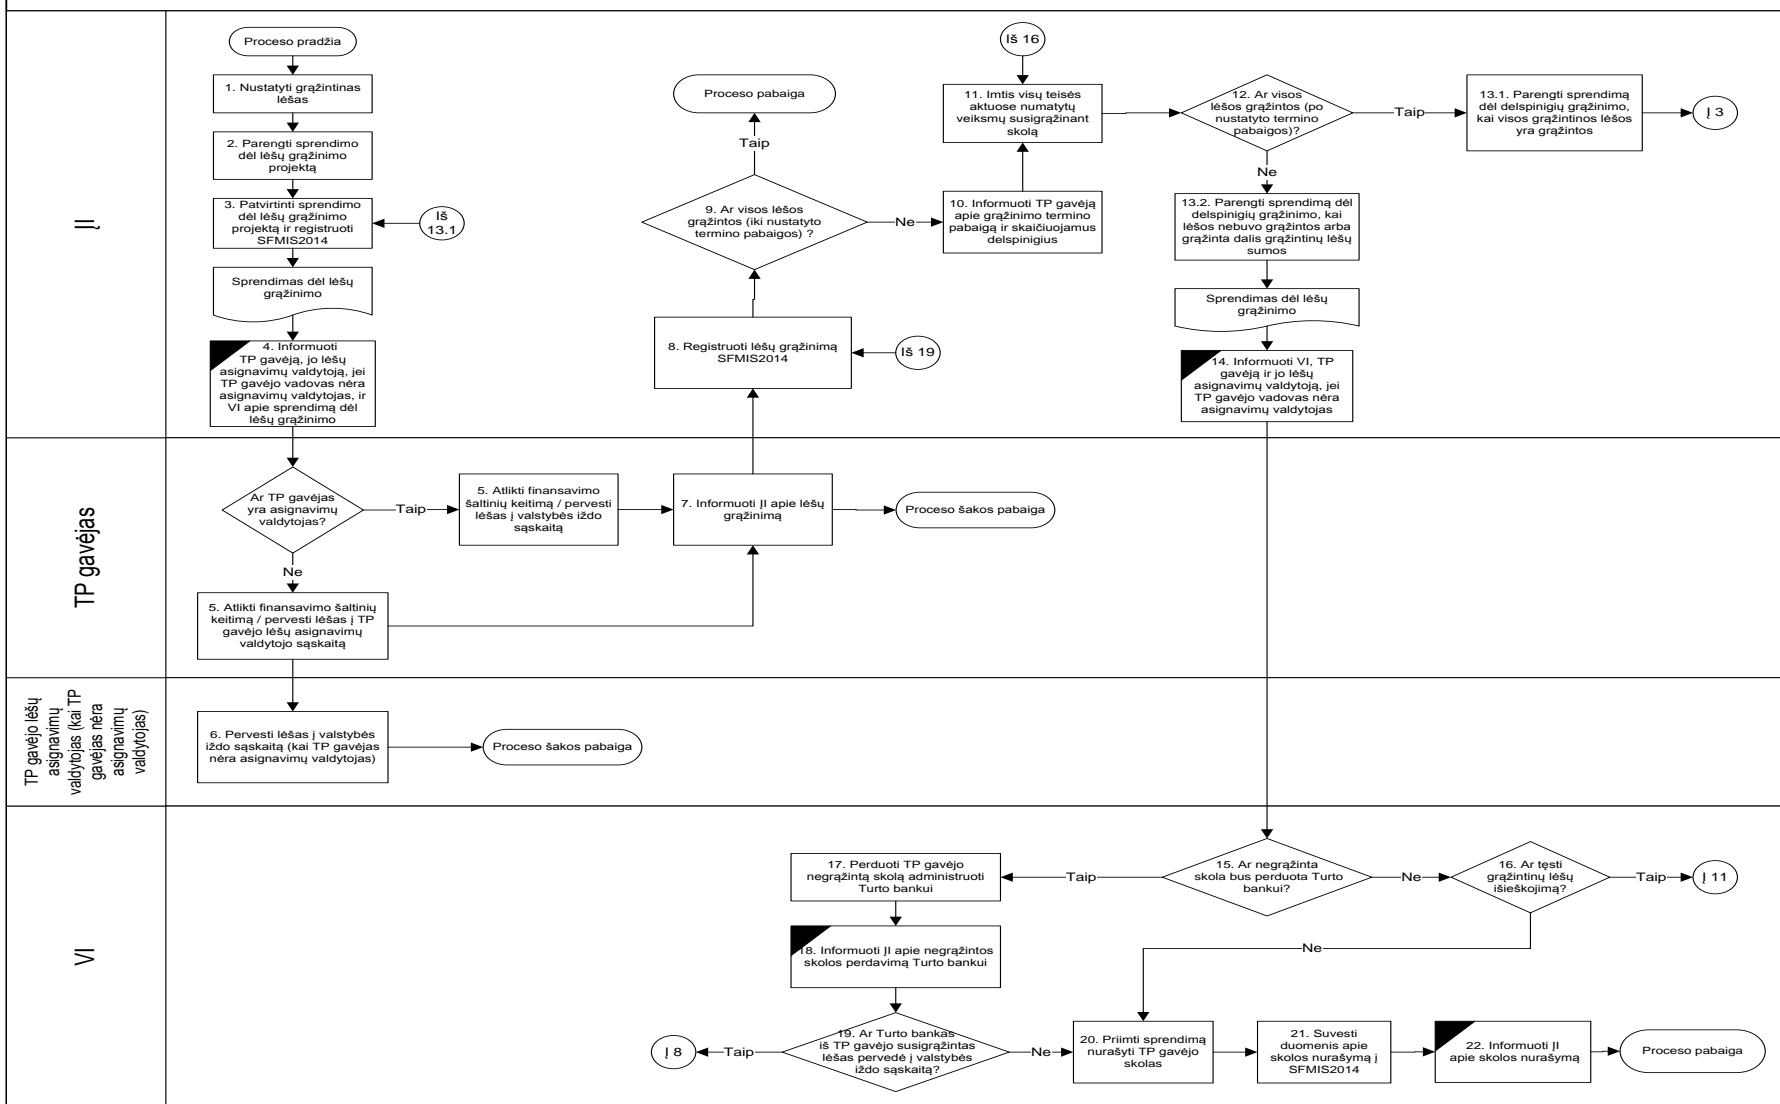 ĮI
Proceso pradžia
1. Nustatyti grąžintinas
lėšas
2. Parengti sprendimo
dėl lėšų grąžinimo
projektą
3. Patvirtinti sprendimo
dėl lėšų grąžinimo
projektą ir registruoti
SFMIS2014
Iš
13.1
Sprendimas dėl lėšų
grąžinimo
4. Informuoti
TP gavėją, jo lėšų
asignavimų valdytoją, jei
TP gavėjo vadovas nėra
asignavimų valdytojas, ir
VI apie sprendimą dėl
lėšų grąžinimo
Proceso pabaiga
Taip
9. Ar visos lėšos
grąžintos (iki nustatyto
termino pabaigos) ?
Ne
8. Registruoti lėšų grąžinimą
SFMIS2014
Iš 19
Iš 16
11. Imtis visų teisės
aktuose numatytų
veiksmų susigrąžinant
skolą
10. Informuoti TP gavėją
apie grąžinimo termino
pabaigą ir skaičiuojamus
delspinigius
12. Ar visos
lėšos grąžintos (po
nustatyto termino
pabaigos)?
Taip
13.1. Parengti sprendimą
dėl delspinigių grąžinimo,
kai visos grąžintinos lėšos
yra grąžintos
Į 3
Ne
13.2. Parengti sprendimą dėl
delspinigių grąžinimo, kai
lėšos nebuvo grąžintos arba
grąžinta dalis grąžintinų lėšų
sumos
Sprendimas dėl lėšų
grąžinimo
14. Informuoti VI, TP
gavėją ir jo lėšų
asignavimų valdytoją, jei
TP gavėjo vadovas nėra
asignavimų valdytojas
TP gavėjas
Ar TP gavėjas
yra asignavimų
valdytojas?
Taip
5. Atlikti finansavimo
šaltinių keitimą / pervesti
lėšas į valstybės iždo
sąskaitą
7. Informuoti ĮI apie lėšų
grąžinimą
Proceso šakos pabaiga
Ne
5. Atlikti finansavimo šaltinių
keitimą / pervesti lėšas į TP
gavėjo lėšų asignavimų
valdytojo sąskaitą
TP gavėjo lėšų
asignavimų
valdytojas (kai TP
gavėjas nėra
asignavimų
valdytojas)
6. Pervesti lėšas į valstybės
iždo sąskaitą (kai TP gavėjas
nėra asignavimų valdytojas)
Proceso šakos pabaiga
VI
17. Perduoti TP gavėjo
negrąžintą skolą administruoti
Turto bankui
Taip
15. Ar negrąžinta
skola bus perduota Turto
bankui?
Ne
16. Ar tęsti
grąžintinų lėšų
išieškojimą?
Taip
Į 11
Ne
18. Informuoti ĮI apie negrąžintos
skolos perdavimą Turto bankui
19. Ar Turto bankas
iš TP gavėjo susigrąžintas
lėšas pervedė į valstybės
iždo sąskaitą?
Taip
Į 8
Ne
20. Priimti sprendimą
nurašyti TP gavėjo
skolas
21. Suvesti
duomenis apie
skolos nurašymą į
SFMIS2014
22. Informuoti ĮI
apie skolos nurašymą
Proceso pabaiga